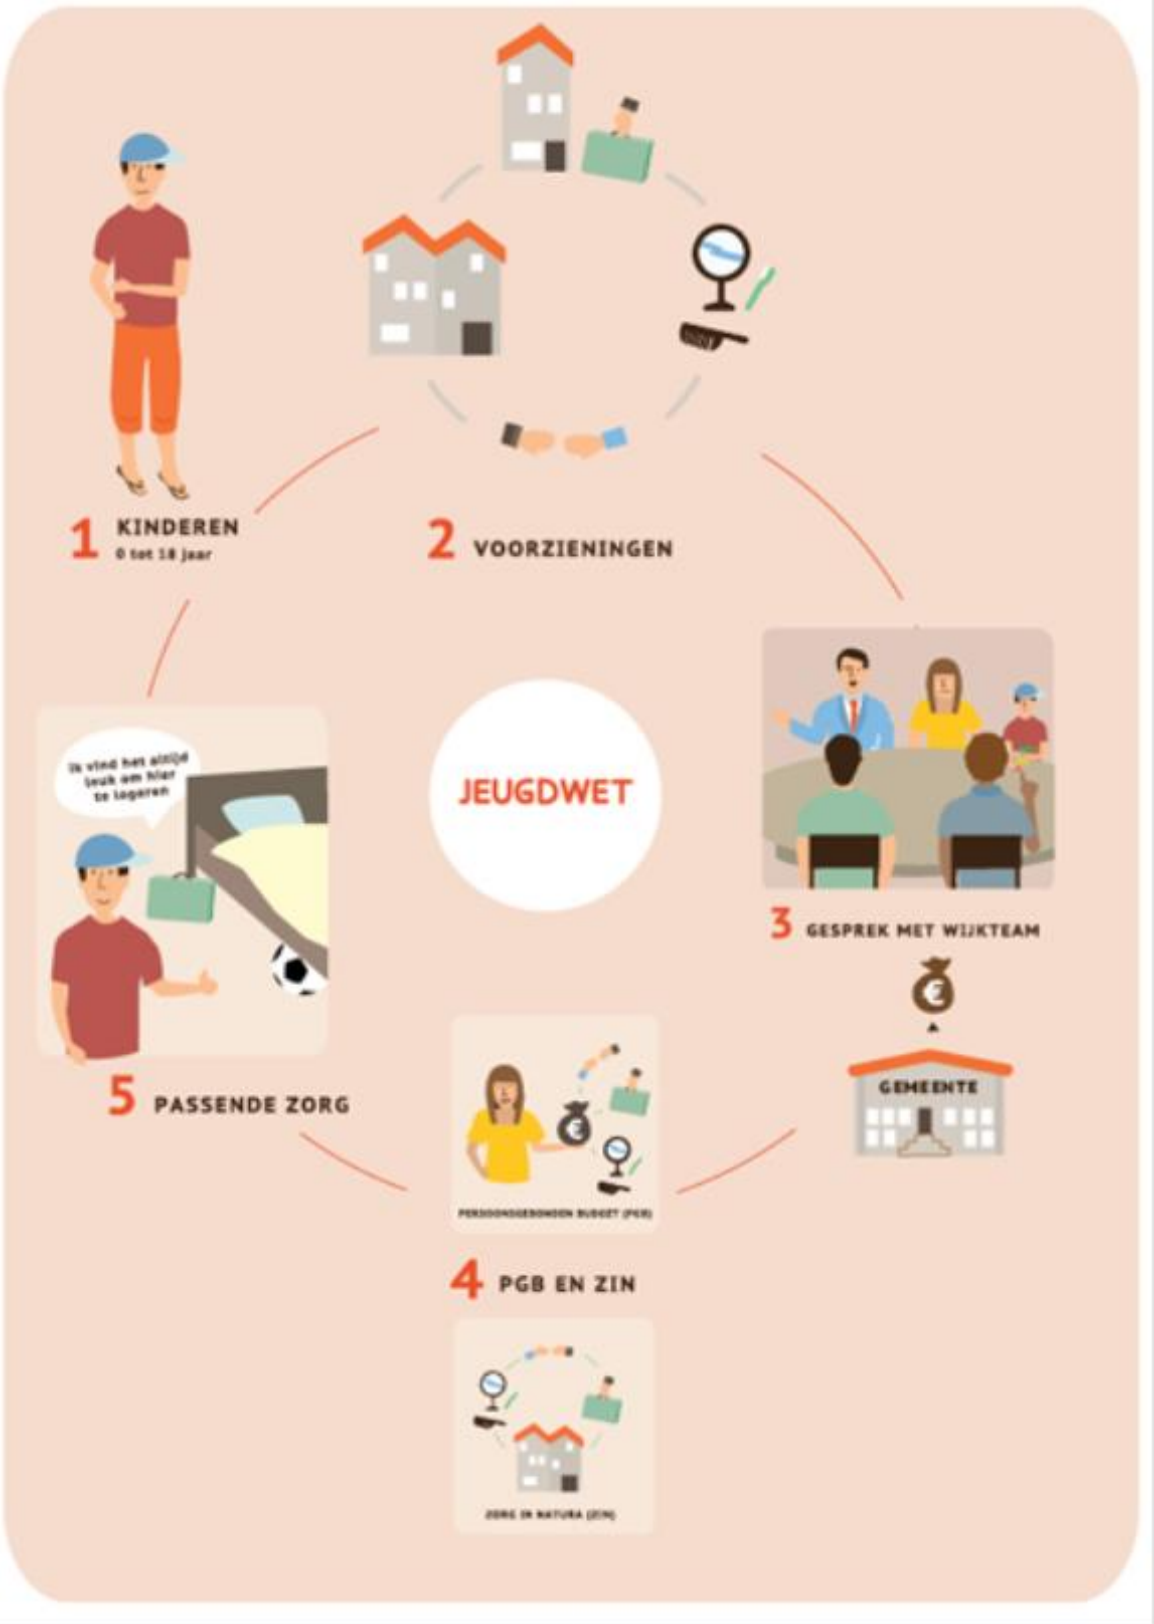 1 KINDEREN
0 tot 18 jaar
2 VOORZIENINGEN
JEUGDWET
3 GESPREK MET WIJKTEAM
€
GEMEENTE
€
PERSOONSGEBONDEN BUDGET (PGB)
4 PGB EN ZIN
ZORG IN NATURA (ZIN)
Ik vind het altijd
leuk om hier
te logeren
5 PASSENDE ZORG